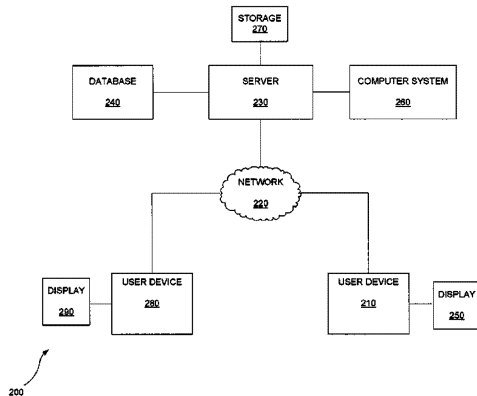 STORAGE
270
DATABASE
240
SERVER
230
COMPUTER SYSTEM
260
NETWORK
220
DISPLAY
290
USER DEVICE
280
USER DEVICE
210
DISPLAY
250
200